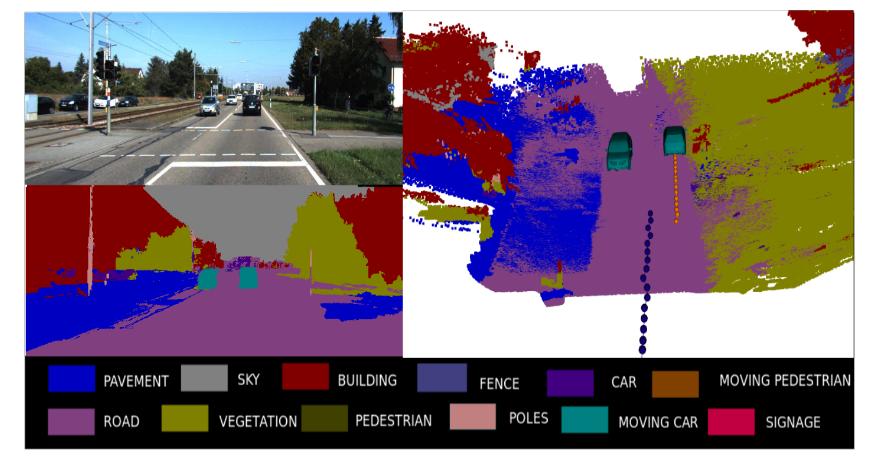 PAVEMENT SKY BUILDING FENCE CAR MOVING PEDESTRIAN
ROAD VEGETATION PEDESTRIAN POLES MOVING CAR SIGNAGE